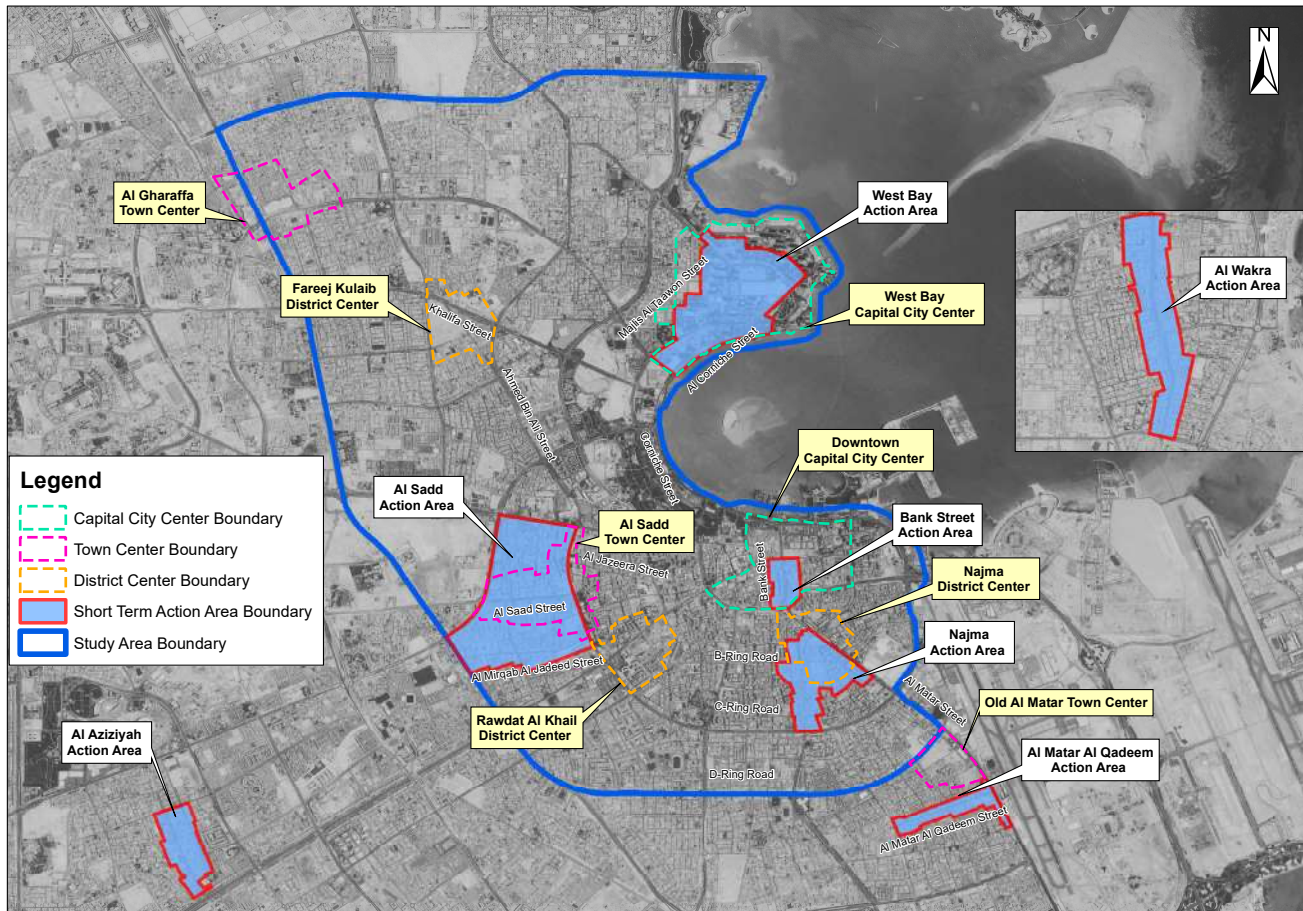 N
Al Gharaffa
Town Center
West Bay
Action Area
Fareej Kulaib
District Center
Khalifa Street
Majlis Al Taawon Street
West Bay
Capital City Center
Al Corniche Street
Al Wakra
Action Area
Ahmed Bin Ali Street
Corniche Street
Downtown
Capital City Center
Legend
Capital City Center Boundary
Town Center Boundary
District Center Boundary
Short Term Action Area Boundary
Study Area Boundary
Al Sadd
Action Area
Al Sadd
Town Center
Al Jazeera Street
Bank Street
Action Area
Bank Street
Najma
District Center
Al Saad Street
Al Mirqab Al Jadeed Street
B-Ring Road
Najma
Action Area
C-Ring Road
Al Matar Street
Rawdat Al Khail
District Center
Old Al Matar Town Center
Al Aziziyah
Action Area
Al Matar Al Qadeem
Action Area
D-Ring Road
Al Matar Al Qadeem Street